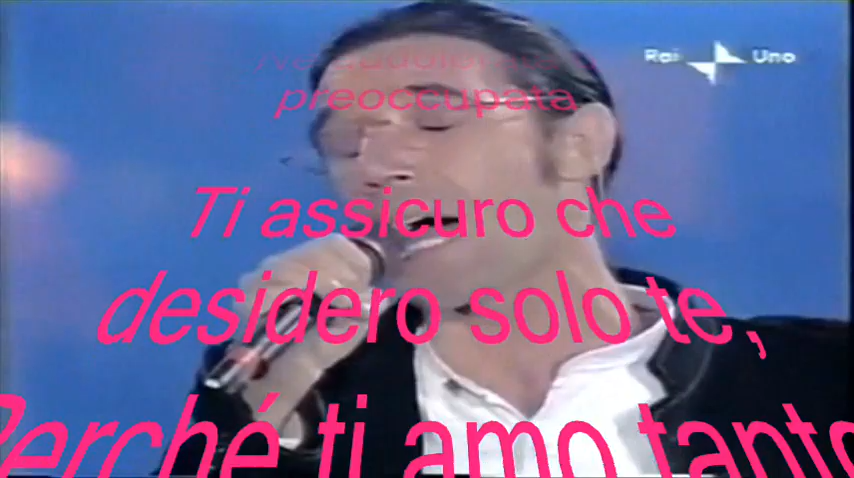 Rai Uno
preoccupata
Ti assicuro che
desidero solo te,
Perché ti amo tanto